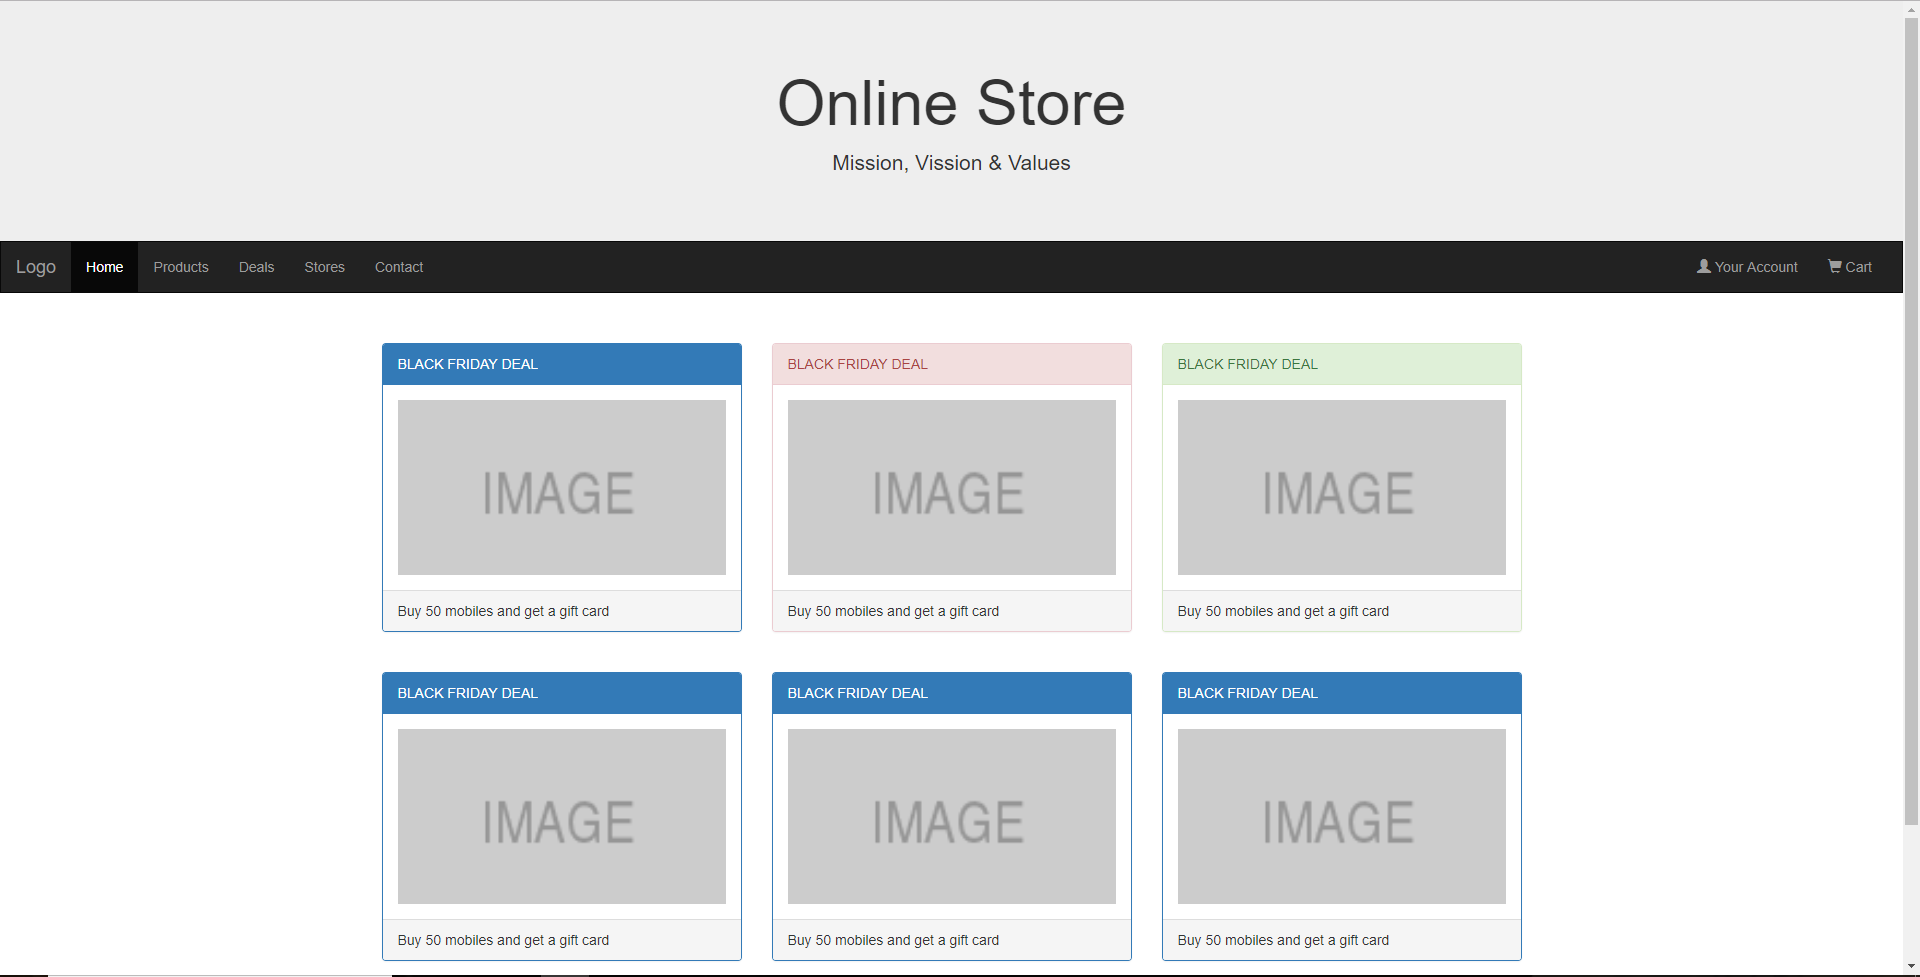 Online Store
Mission, Vission & Values
Logo Home Products Deals Stores Contact Your Account Cart
BLACK FRIDAY DEAL BLACK FRIDAY DEAL BLACK FRIDAY DEAL
IMAGE IMAGE IMAGE
Buy 50 mobiles and get a gift card Buy 50 mobiles and get a gift card Buy 50 mobiles and get a gift card
BLACK FRIDAY DEAL BLACK FRIDAY DEAL BLACK FRIDAY DEAL
IMAGE IMAGE IMAGE
Buy 50 mobiles and get a gift card Buy 50 mobiles and get a gift card Buy 50 mobiles and get a gift card